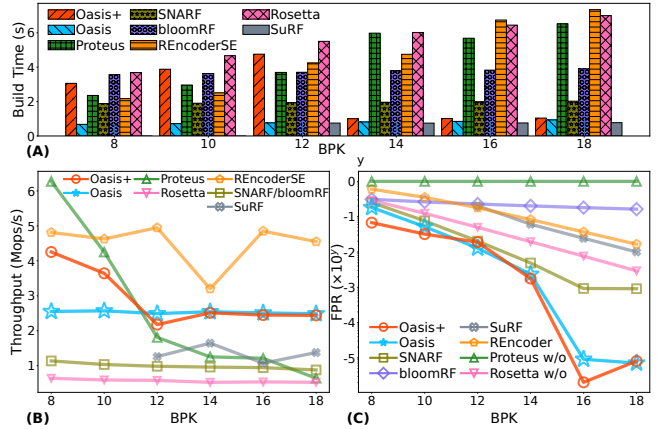 Build Time (s)
6
4
2
0
Oasis+ SNARF Rosetta
Oasis bloomRF SuRF
Proteus REncoderSE
8 10 12 14 16 18
(A) BPK
Throughput (Mops/s)
6
5
4
3
2
1
Oasis+ Proteus REncoderSE
Oasis Rosetta SNARF/bloomRF
SuRF
8 10 12 14 16 18
(B) BPK
y
FPR (×10^y)
0
-1
-2
-3
-4
-5
Oasis+ SuRF
Oasis REncoder
SNARF Proteus w/o
bloomRF Rosetta w/o
8 10 12 14 16 18
(C) BPK